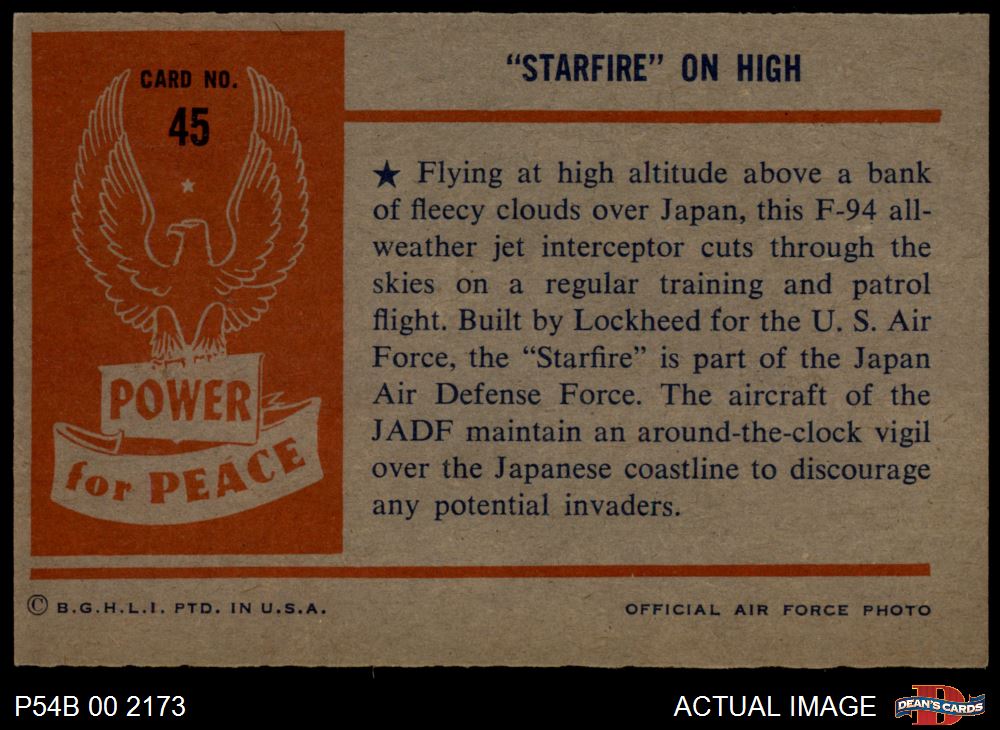 CARD NO.
45
POWER
for PEACE
"STARFIRE" ON HIGH
★ Flying at high altitude above a bank
of fleecy clouds over Japan, this F-94 all-
weather jet interceptor cuts through the
skies on a regular training and patrol
flight. Built by Lockheed for the U. S. Air
Force, the "Starfire" is part of the Japan
Air Defense Force. The aircraft of the
JADF maintain an around-the-clock vigil
over the Japanese coastline to discourage
any potential invaders.
© B.G.H.L.I. PTD. IN U.S.A.
OFFICIAL AIR FORCE PHOTO
P54B 00 2173
ACTUAL IMAGE
D
DEAN'S CARDS